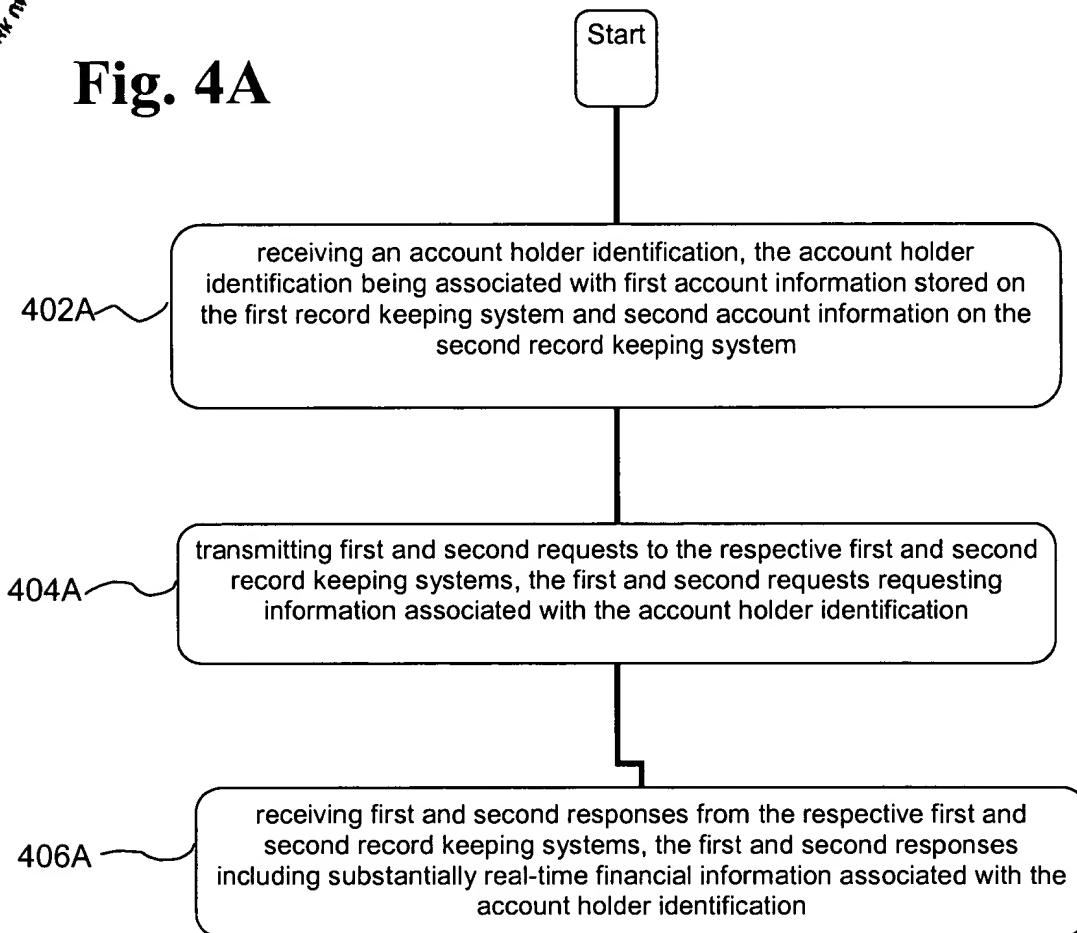 Start
Fig. 4A
receiving an account holder identification, the account holder
identification being associated with first account information stored on
the first record keeping system and second account information on the
second record keeping system
402A
transmitting first and second requests to the respective first and second
record keeping systems, the first and second requests requesting
information associated with the account holder identification
404A
receiving first and second responses from the respective first and
second record keeping systems, the first and second responses
including substantially real-time financial information associated with the
account holder identification
406A